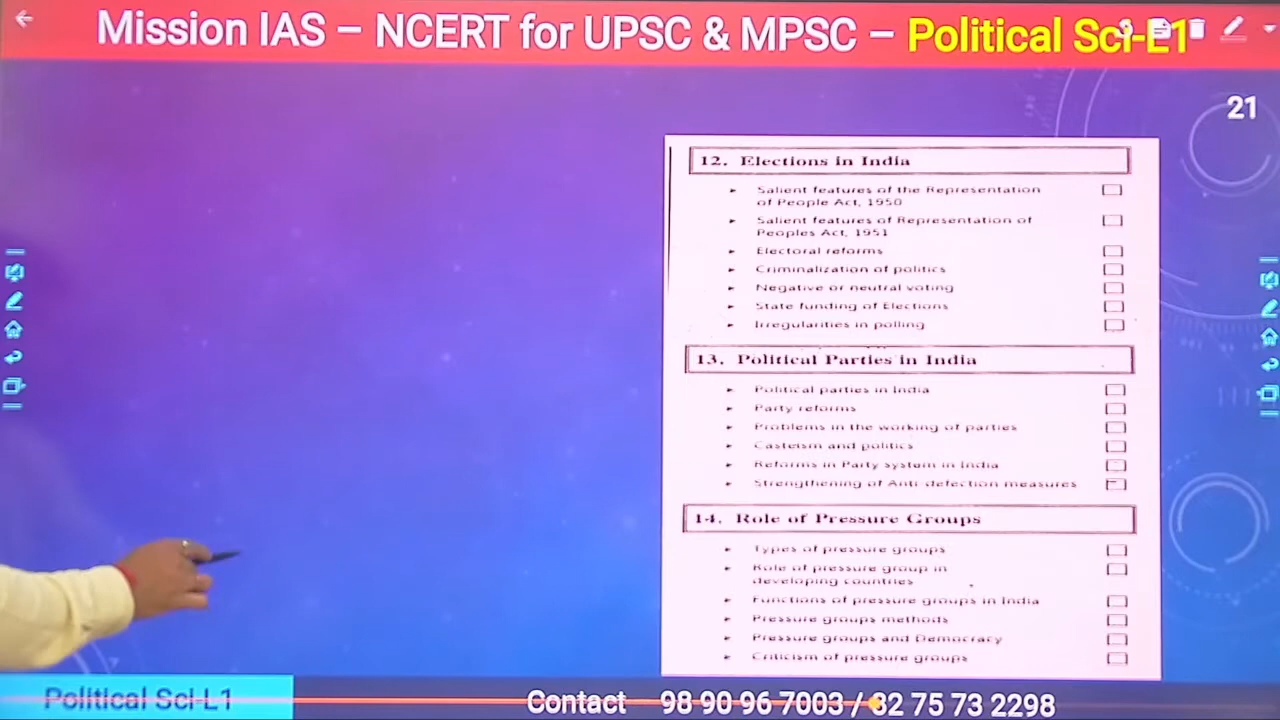 Mission IAS – NCERT for UPSC & MPSC – Political Sci-L1
21
12. Elections in India
Salient features of the Representation
of People Act, 1950
Salient features of Representation of
Peoples Act, 1951
Electoral reforms
Criminalization of politics
Negative or neutral voting
State funding of Elections
Irregularities in polling
13. Political Parties in India
Political parties in India
Party reforms
Problems in the working of parties
Casteism and politics
Reforms in Party system in India
Strengthening of Anti defection measures
14. Role of Pressure Groups
Types of pressure groups
Role of pressure group in
developing countries
Functions of pressure groups in India
Pressure groups methods
Pressure groups and Democracy
Criticism of pressure groups
Political Sci-L1
Contact 98 90 96 7003 / 82 75 73 2298